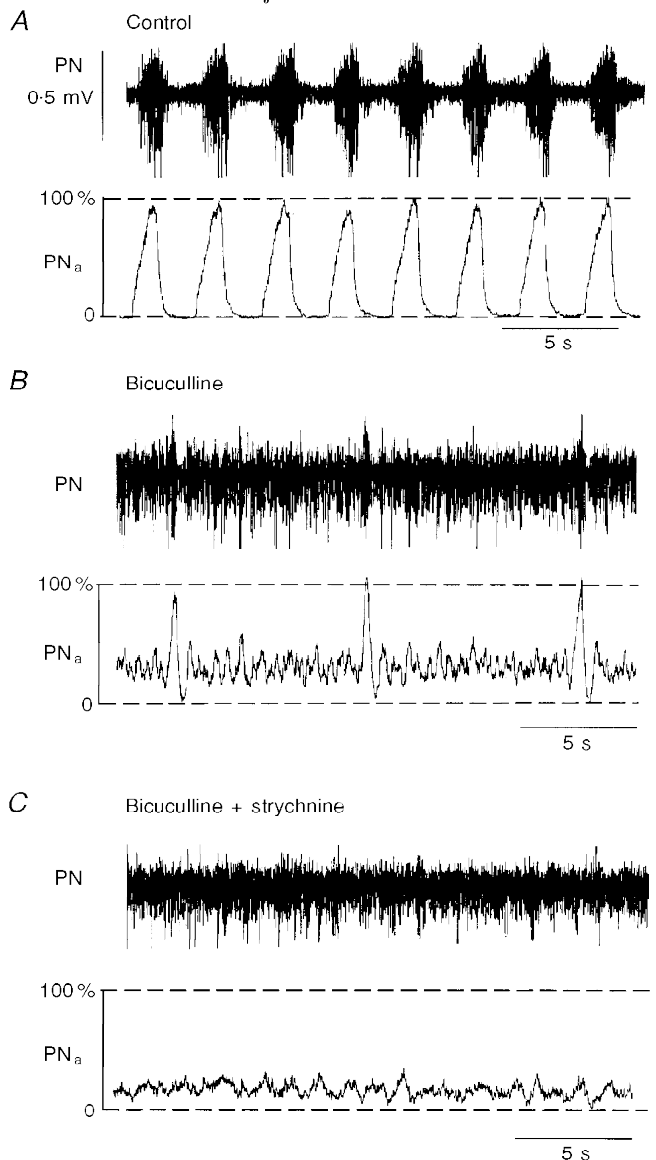 A
Control
PN
0·5 mV
100%
PNa
0
5 s
B
Bicuculline
PN
100%
PNa
0
5 s
C
Bicuculline + strychnine
PN
100%
PNa
0
5 s